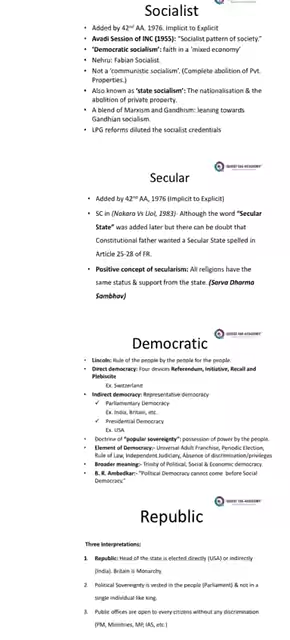 Socialist
• Added by 42nd AA, 1976. Implicit to Explicit
• Avadi Session of INC (1955): "Socialist pattern of society."
• 'Democratic socialism': faith in a 'mixed economy'
• Nehru: Fabian Socialist
• Not a 'communistic socialism'. (Complete abolition of Pvt.
Properties.)
• Also known as 'state socialism': The nationalisation & the
abolition of private property.
• A blend of Marxism and Gandhism: leaning towards
Gandhian socialism.
• LPG reforms diluted the socialist credentials
Secular
• Added by 42nd AA, 1976 (Implicit to Explicit)
• SC in (Nakara Vs UoI, 1983)- Although the word "Secular
State" was added later but there can be doubt that
Constitutional father wanted a Secular State spelled in
Article 25-28 of FR.
• Positive concept of secularism: All religions have the
same status & support from the state. (Sarva Dharma
Sambhav)
Democratic
• Lincoln: Rule of the people by the people for the people.
• Direct democracy: Four devices Referendum, Initiative, Recall and
Plebiscite
Ex. Switzerland
• Indirect democracy: Representative democracy
✓ Parliamentary Democracy
Ex. India, Britain, etc.
✓ Presidential Democracy
Ex. USA
• Doctrine of "popular sovereignty": possession of power by the people.
• Element of Democracy:- Universal Adult Franchise, Periodic Election,
Rule of Law, Independent Judiciary, Absence of discrimination/privileges
• Broader meaning:- Trinity of Political, Social & Economic democracy.
• B. R. Ambedkar:- "Political Democracy cannot come before Social
Democracy."
Republic
Three Interpretations:
1. Republic: Head of the state is elected directly (USA) or indirectly
(India). Britain is Monarchy.
2. Political Sovereignty is vested in the people (Parliament) & not in a
single individual like king.
3. Public offices are open to every citizens without any discrimination
(PM, Ministries, MP, IAS, etc.)